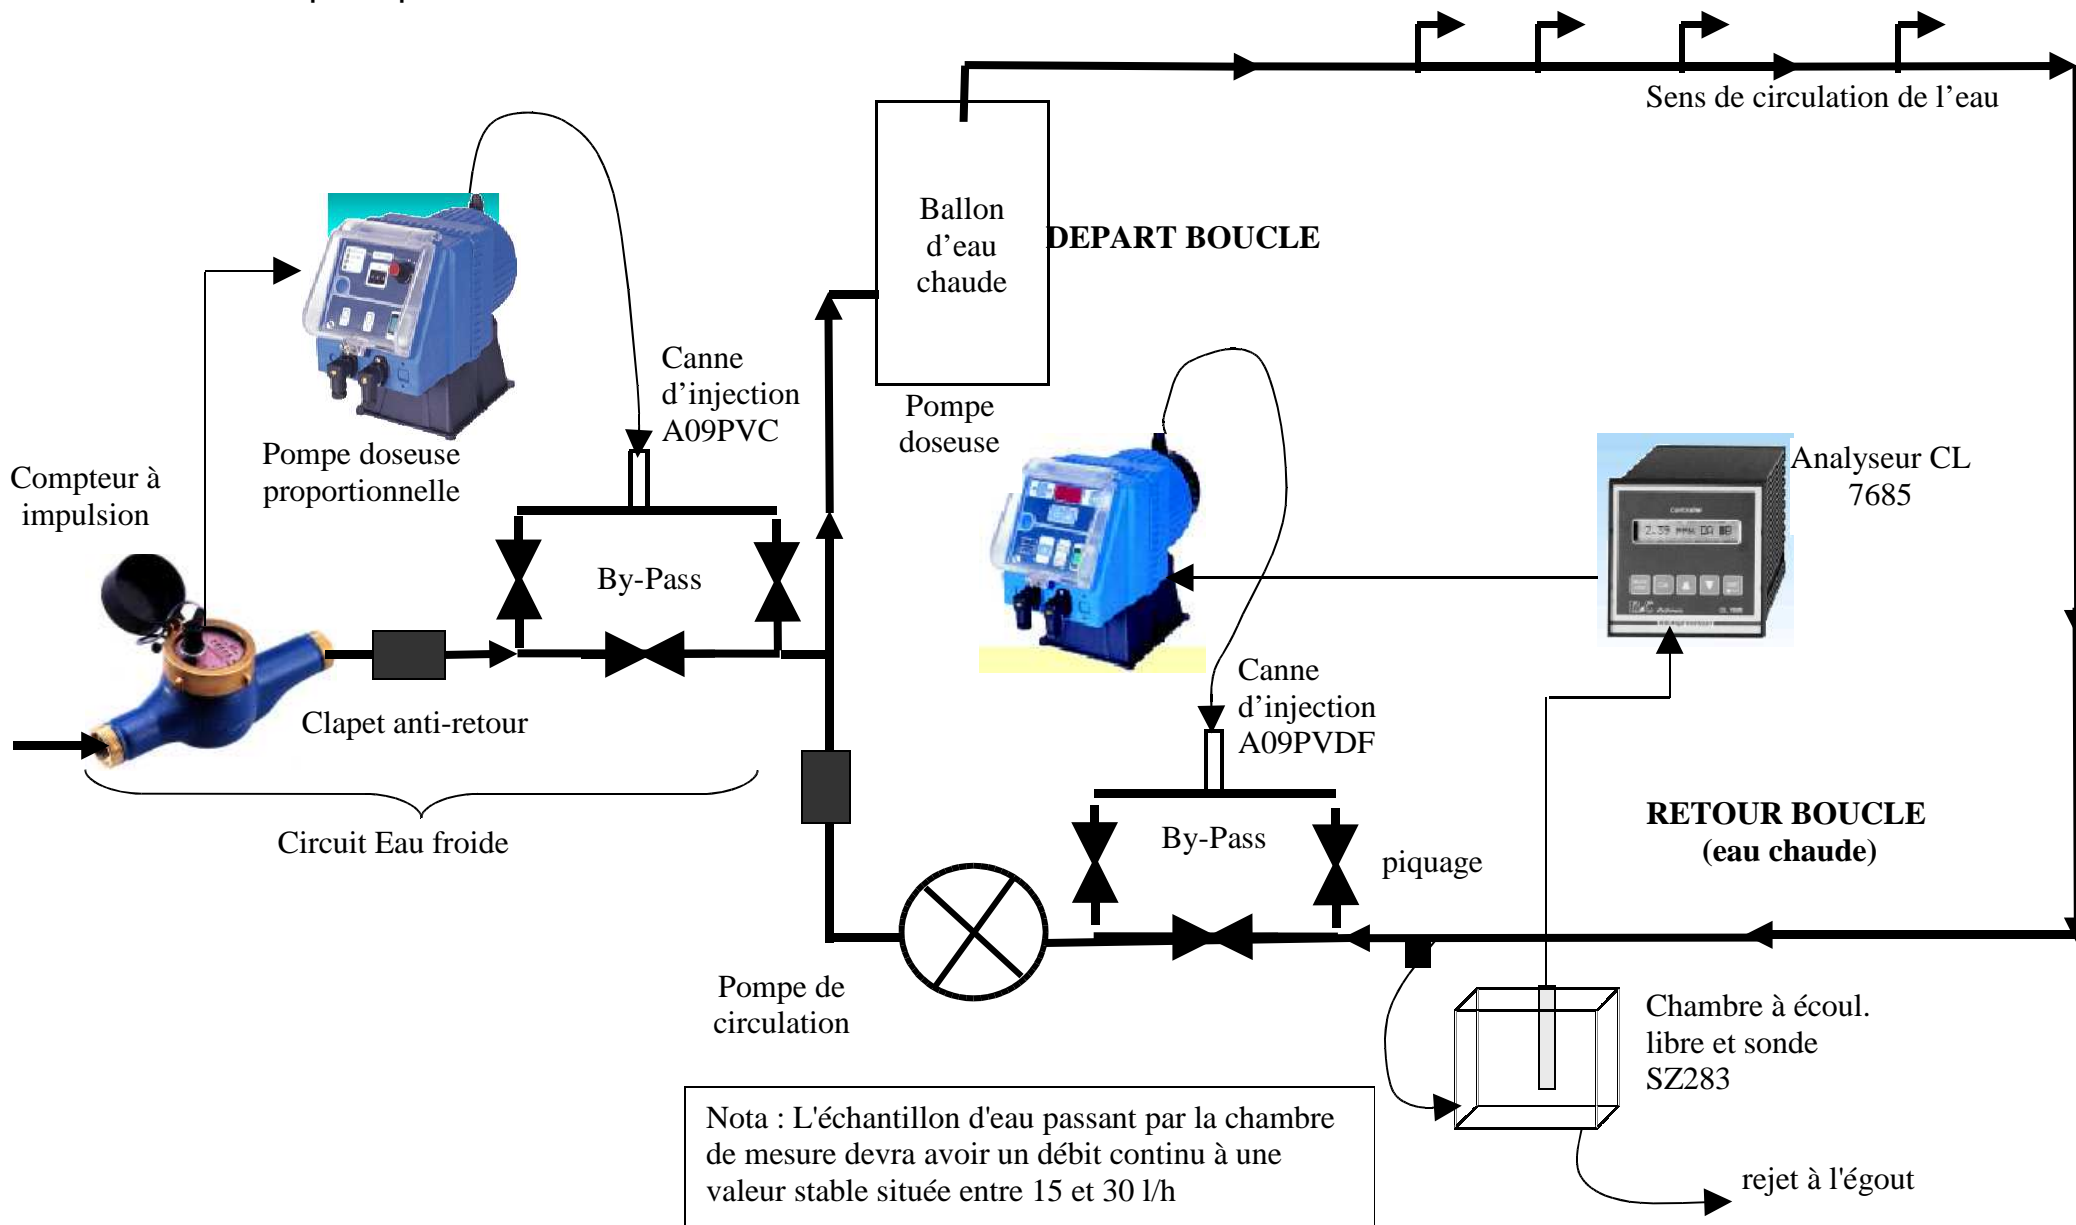 Sens de circulation de l’eau
Ballon
d’eau
chaude
DEPART BOUCLE
Canne
d’injection
A09PVC
Pompe doseuse
proportionnelle
Compteur à
impulsion
By-Pass
Clapet anti-retour
Circuit Eau froide
Pompe
doseuse
Analyseur CL
7685
Canne
d’injection
A09PVDF
By-Pass
piquage
RETOUR BOUCLE
(eau chaude)
Pompe de
circulation
Chambre à écoul.
libre et sonde
SZ283
rejet à l'égout
Nota : L'échantillon d'eau passant par la chambre
de mesure devra avoir un débit continu à une
valeur stable située entre 15 et 30 l/h